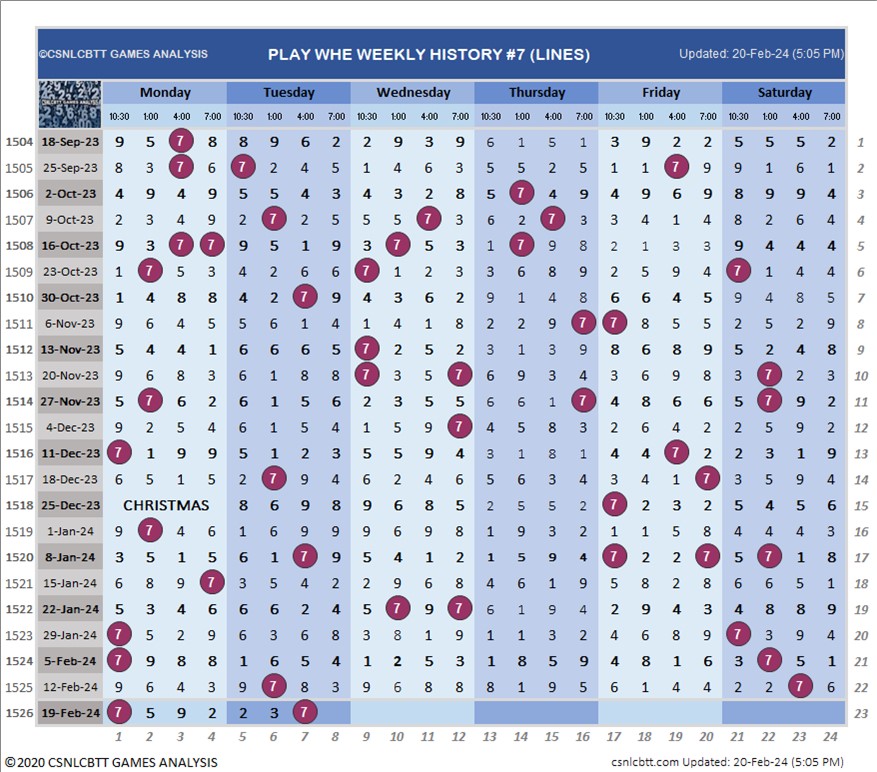 ©CSNLCBTT GAMES ANALYSIS PLAY WHE WEEKLY HISTORY #7 (LINES) Updated: 20-Feb-24 (5:05 PM)
CSNLCBTT GAMES ANALYSIS Monday Tuesday Wednesday Thursday Friday Saturday
10:30 1:00 4:00 7:00 10:30 1:00 4:00 7:00 10:30 1:00 4:00 7:00 10:30 1:00 4:00 7:00 10:30 1:00 4:00 7:00 10:30 1:00 4:00 7:00
1504 18-Sep-23 9 5 7 8 8 9 6 2 2 9 3 9 6 1 5 1 3 9 2 2 5 5 5 2 1
1505 25-Sep-23 8 3 7 6 7 2 4 5 1 4 6 3 5 5 2 5 1 1 7 9 9 1 6 1 2
1506 2-Oct-23 4 9 4 9 5 5 4 3 4 3 2 8 5 7 4 9 4 9 6 9 8 9 9 4 3
1507 9-Oct-23 2 3 4 9 6 7 2 5 5 5 7 3 6 2 7 3 3 4 1 4 8 2 6 4 4
1508 16-Oct-23 9 3 7 7 9 5 1 9 3 7 5 3 1 7 9 8 2 1 3 3 9 4 4 4 5
1509 23-Oct-23 1 7 5 3 4 2 6 6 7 1 2 3 3 6 8 9 2 5 9 4 7 1 4 4 6
1510 30-Oct-23 1 4 8 8 4 2 7 9 4 3 6 2 9 1 4 8 6 6 4 5 9 4 8 5 7
1511 6-Nov-23 9 6 4 5 5 6 1 4 1 4 1 8 2 2 9 7 7 8 5 5 2 5 2 9 8
1512 13-Nov-23 5 4 4 1 6 6 6 5 7 2 5 2 3 1 3 9 8 6 8 9 5 2 4 8 9
1513 20-Nov-23 9 6 8 3 6 1 8 8 7 3 5 7 6 9 3 4 3 6 9 8 3 7 2 3 10
1514 27-Nov-23 5 7 6 2 6 1 5 6 2 3 5 5 6 6 1 7 4 8 6 6 5 7 9 2 11
1515 4-Dec-23 9 2 5 4 6 1 5 4 1 5 9 7 4 5 8 3 2 6 4 2 2 5 9 2 12
1516 11-Dec-23 7 1 9 9 5 1 2 3 5 5 9 4 3 1 8 1 4 4 7 2 2 3 1 9 13
1517 18-Dec-23 6 5 1 5 2 7 9 4 6 2 4 6 5 6 3 4 3 4 1 7 3 5 9 4 14
1518 25-Dec-23 CHRISTMAS 8 6 9 8 9 6 8 5 2 5 5 2 7 2 3 2 5 4 5 6 15
1519 1-Jan-24 9 7 4 6 1 6 9 9 9 6 9 8 1 9 3 2 1 1 5 8 4 4 4 3 16
1520 8-Jan-24 3 5 1 5 6 1 7 9 5 4 1 2 1 5 9 4 7 2 2 7 5 7 1 8 17
1521 15-Jan-24 6 8 9 7 3 5 4 2 2 9 6 8 4 6 1 9 5 8 2 8 6 6 5 1 18
1522 22-Jan-24 5 3 4 6 6 6 2 4 5 7 9 7 6 1 9 4 2 9 4 3 4 8 8 9 19
1523 29-Jan-24 7 5 2 9 6 3 6 8 3 8 1 9 1 1 3 2 4 6 8 9 7 3 9 4 20
1524 5-Feb-24 7 9 8 8 1 6 5 4 1 2 5 3 1 8 5 9 4 8 1 6 3 7 5 1 21
1525 12-Feb-24 9 6 4 3 9 7 8 3 9 6 8 8 8 1 9 5 6 1 4 4 2 2 7 6 22
1526 19-Feb-24 7 5 9 2 2 3 7 23
1 2 3 4 5 6 7 8 9 10 11 12 13 14 15 16 17 18 19 20 21 22 23 24
©2020 CSNLCBTT GAMES ANALYSIS csnlcbtt.com Updated: 20-Feb-24 (5:05 PM)